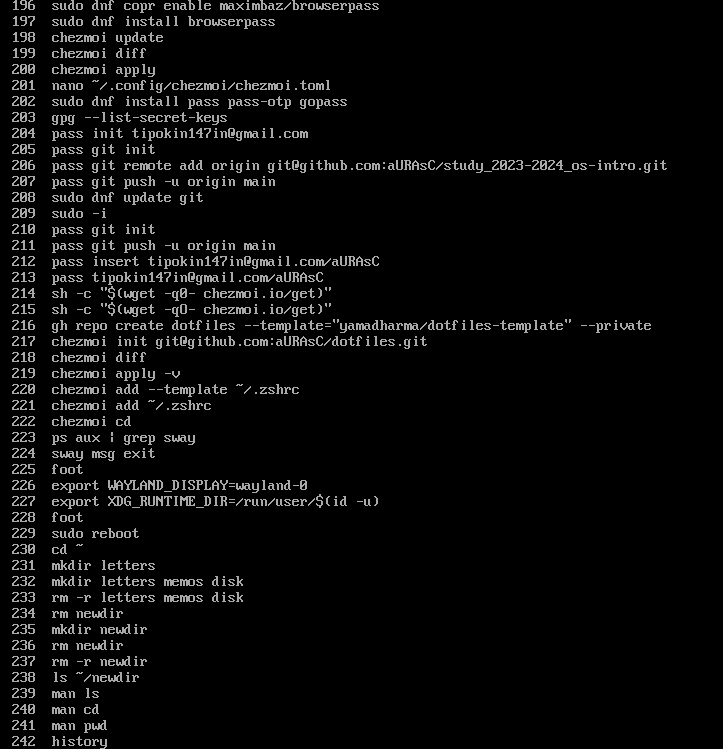 196 sudo dnf copr enable maximbaz/browserpass
197 sudo dnf install browserpass
198 chezmoi update
199 chezmoi diff
200 chezmoi apply
201 nano ~/.config/chezmoi/chezmoi.toml
202 sudo dnf install pass pass-otp gopass
203 gpg --list-secret-keys
204 pass init tipokin147in@gmail.com
205 pass git init
206 pass git remote add origin git@github.com:aURAsC/study_2023-2024_os-intro.git
207 pass git push -u origin main
208 sudo dnf update git
209 sudo -i
210 pass git init
211 pass git push -u origin main
212 pass insert tipokin147in@gmail.com/aURAsC
213 pass tipokin147in@gmail.com/aURAsC
214 sh -c "$(wget -q0- chezmoi.io/get)"
215 sh -c "$(wget -qO- chezmoi.io/get)"
216 gh repo create dotfiles --template="yamadharma/dotfiles-template" --private
217 chezmoi init git@github.com:aURAsC/dotfiles.git
218 chezmoi diff
219 chezmoi apply -v
220 chezmoi add --template ~/.zshrc
221 chezmoi add ~/.zshrc
222 chezmoi cd
223 ps aux | grep sway
224 sway msg exit
225 foot
226 export WAYLAND_DISPLAY=wayland-0
227 export XDG_RUNTIME_DIR=/run/user/$(id -u)
228 foot
229 sudo reboot
230 cd ~
231 mkdir letters
232 mkdir letters memos disk
233 rm -r letters memos disk
234 rm newdir
235 mkdir newdir
236 rm newdir
237 rm -r newdir
238 ls ~/newdir
239 man ls
240 man cd
241 man pwd
242 history